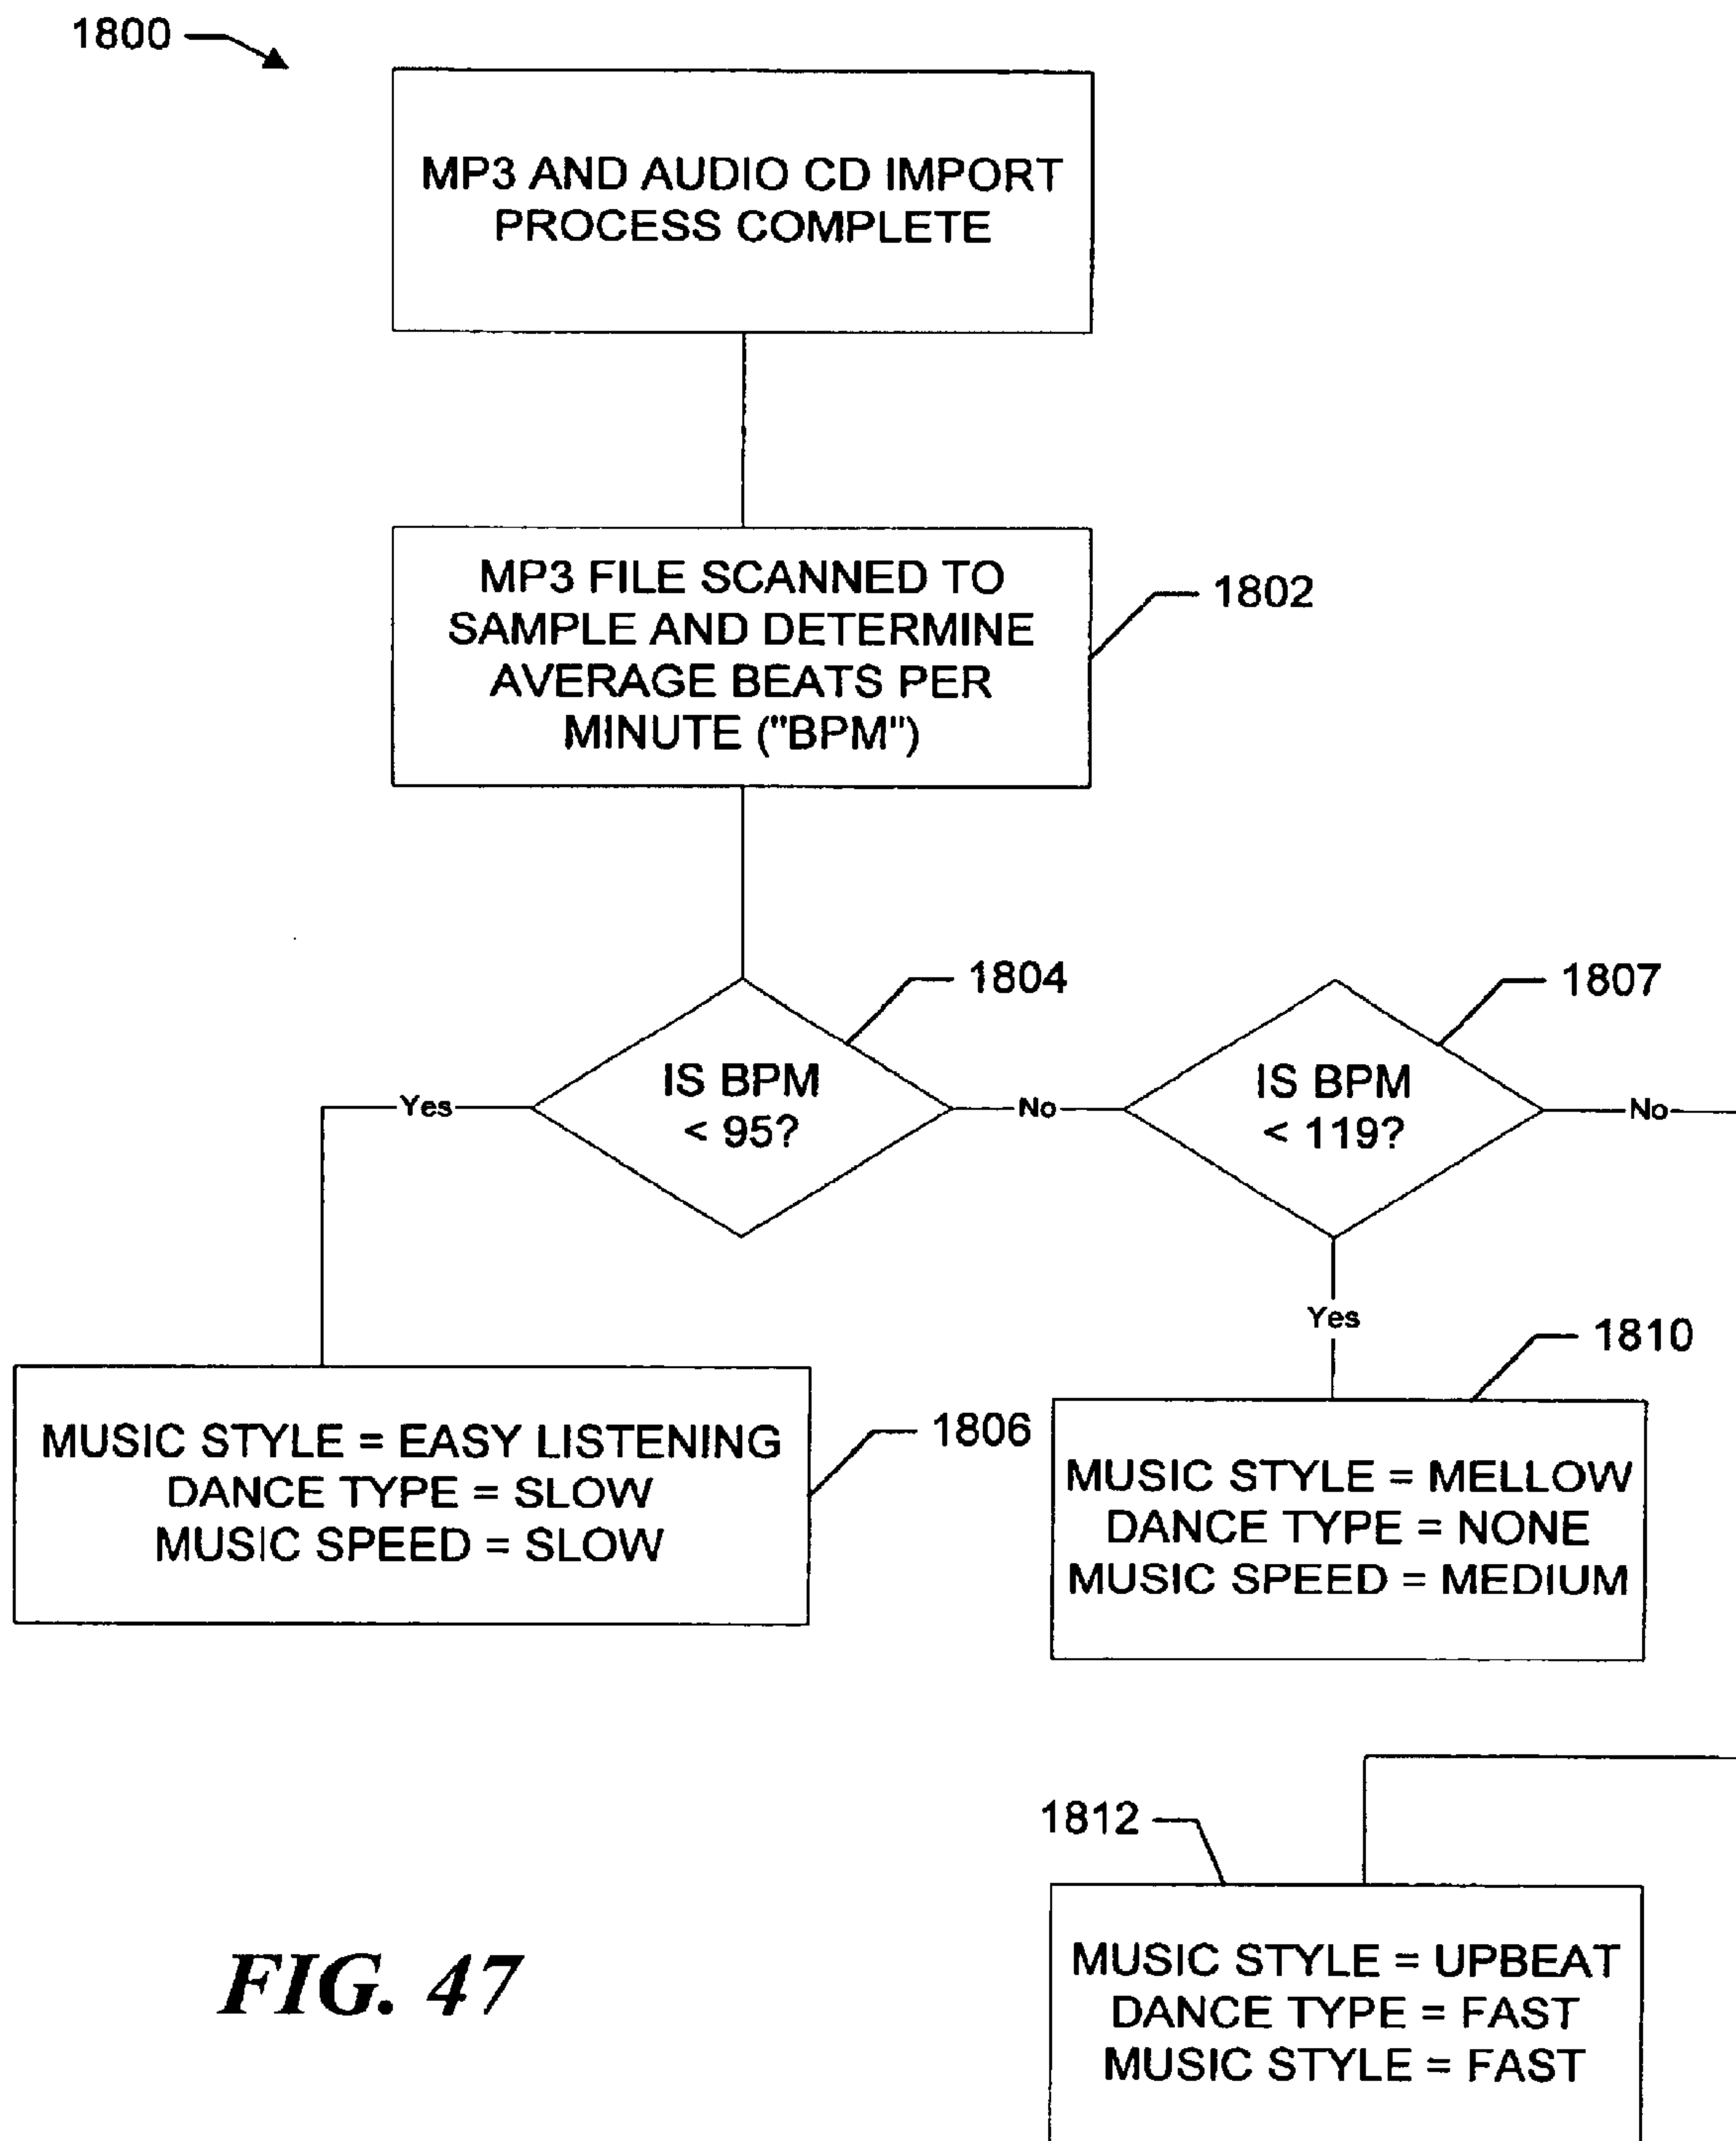 1800
MP3 AND AUDIO CD IMPORT
PROCESS COMPLETE
MP3 FILE SCANNED TO
SAMPLE AND DETERMINE
AVERAGE BEATS PER
MINUTE ("BPM")
1802
1804
IS BPM
< 95?
Yes
No
1807
IS BPM
< 119?
No
Yes
1806
MUSIC STYLE = EASY LISTENING
DANCE TYPE = SLOW
MUSIC SPEED = SLOW
1810
MUSIC STYLE = MELLOW
DANCE TYPE = NONE
MUSIC SPEED = MEDIUM
1812
MUSIC STYLE = UPBEAT
DANCE TYPE = FAST
MUSIC STYLE = FAST
FIG. 47